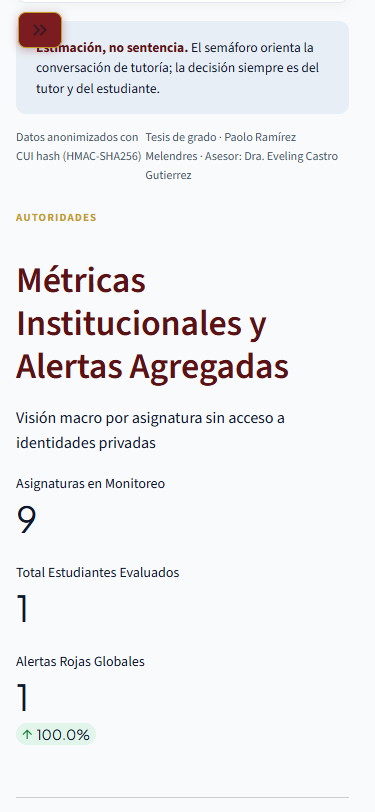 »
Estimación, no sentencia. El semáforo orienta la
conversación de tutoría; la decisión siempre es del
tutor y del estudiante.
Datos anonimizados con
CUI hash (HMAC-SHA256)
Tesis de grado · Paolo Ramírez
Melendres · Asesor: Dra. Eveling Castro
Gutierrez
AUTORIDADES
Métricas
Institucionales y
Alertas Agregadas
Visión macro por asignatura sin acceso a
identidades privadas
Asignaturas en Monitoreo
9
Total Estudiantes Evaluados
1
Alertas Rojas Globales
1
↑ 100.0%